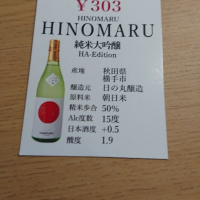 ¥303
HINOMARU
HINOMARU
純米大吟醸
HA-Edition
産地 秋田県
横手市
醸造元 日の丸醸造
原料米 朝日米
精米歩合 50%
Alc度数 15度
日本酒度 +0.5
酸度 1.9